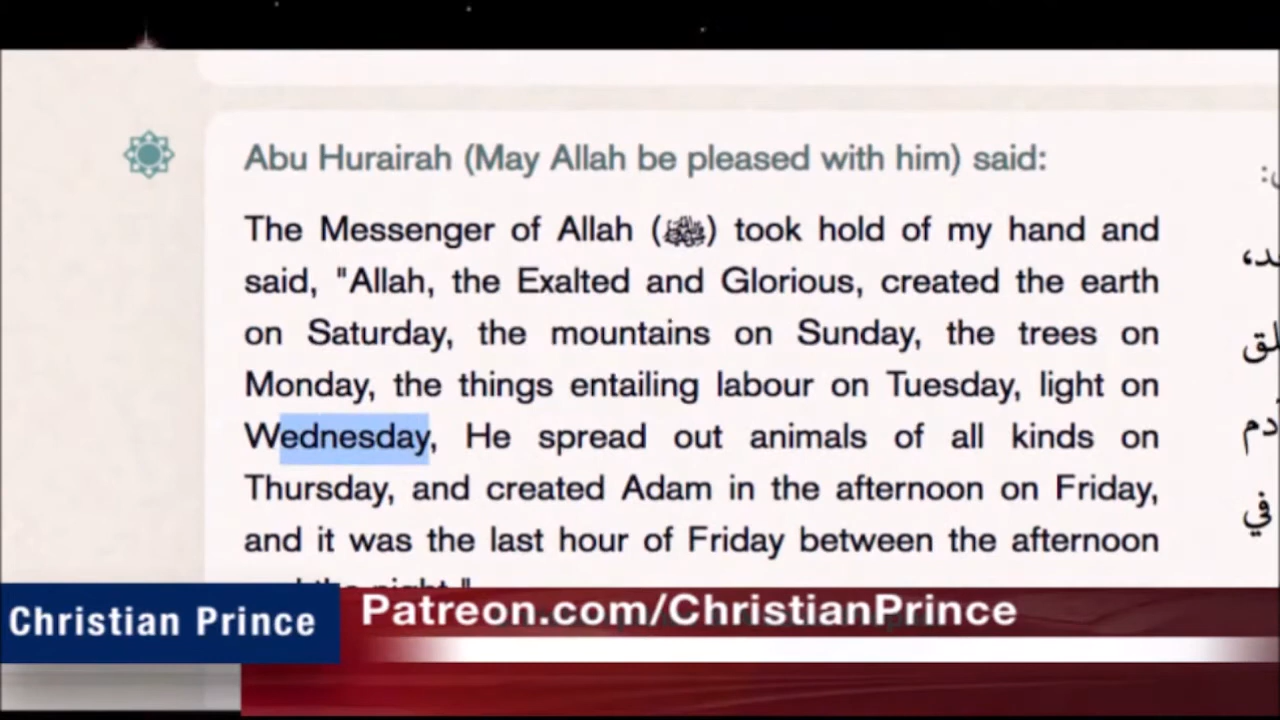 Abu Hurairah (May Allah be pleased with him) said:
The Messenger of Allah (ﷺ) took hold of my hand and
said, "Allah, the Exalted and Glorious, created the earth
on Saturday, the mountains on Sunday, the trees on
Monday, the things entailing labour on Tuesday, light on
Wednesday, He spread out animals of all kinds on
Thursday, and created Adam in the afternoon on Friday,
and it was the last hour of Friday between the afternoon
and the night."
Christian Prince
Patreon.com/ChristianPrince